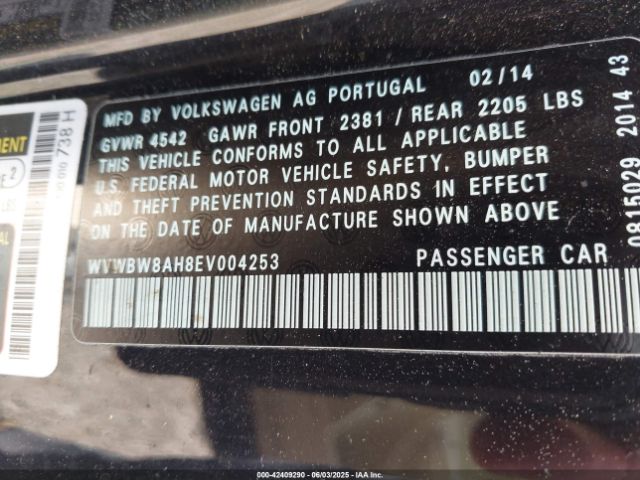 MFD BY VOLKSWAGEN AG PORTUGAL 02/14
GVWR 4542 GAWR FRONT 2381 / REAR 2205 LBS
THIS VEHICLE CONFORMS TO ALL APPLICABLE
U.S. FEDERAL MOTOR VEHICLE SAFETY, BUMPER
AND THEFT PREVENTION STANDARDS IN EFFECT
ON THE DATE OF MANUFACTURE SHOWN ABOVE
WVWBW8AH8EV004253 PASSENGER CAR
0815029 2014 43
738 H
000-42409290 - 06/03/2025 - IAA Inc.